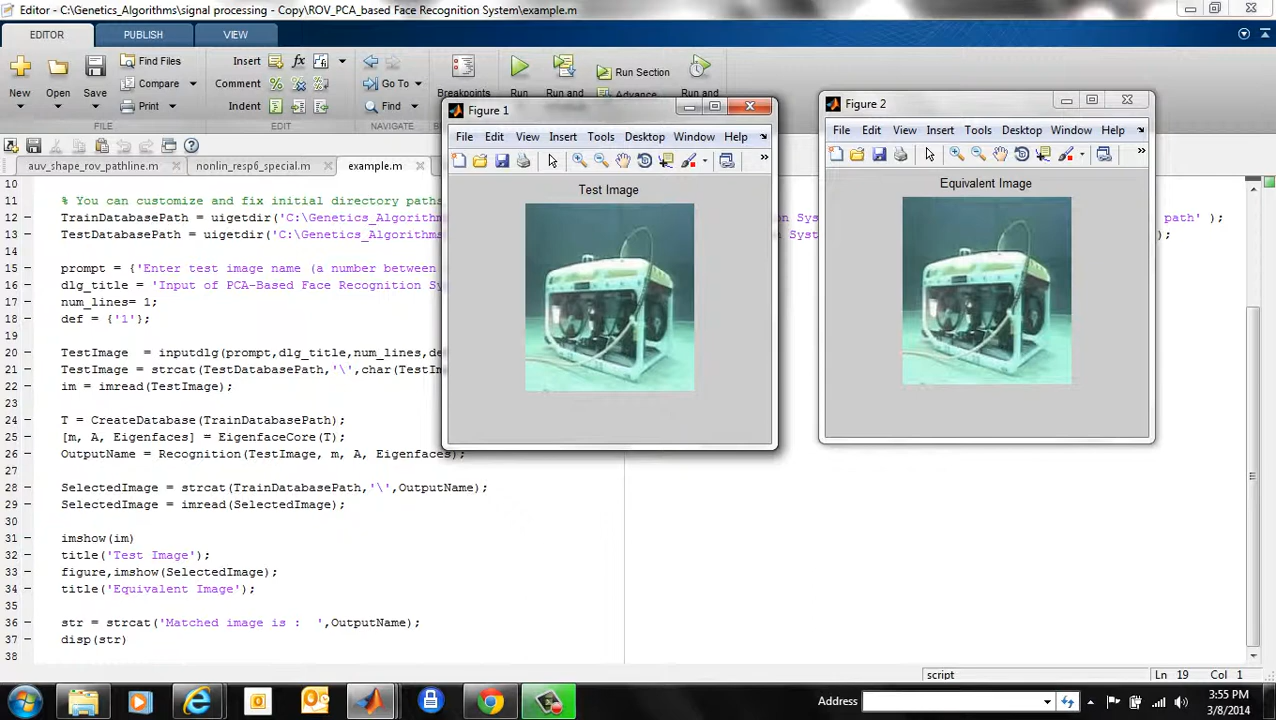 Editor - C:\Genetics_Algorithms\signal processing - Copy\ROV_PCA_based Face Recognition System\example.m
EDITOR PUBLISH VIEW
New Open Save Find Files Compare Print
FILE
Insert Comment Indent
EDIT
Go To Find
NAVIGATE
Breakpoints
Run Run and Advance Run Section Run and
auv_shape_rov_pathline.m nonlin_resp6_special.m example.m
10
11 % You can customize and fix initial directory paths
12 TrainDatabasePath = uigetdir('C:\Genetics_Algorithms path' );
13 TestDatabasePath = uigetdir('C:\Genetics_Algorithms );
14
15 prompt = {'Enter test image name (a number between
16 dlg_title = 'Input of PCA-Based Face Recognition Sy
17 num_lines= 1;
18 def = {'1'};
19
20 TestImage = inputdlg(prompt,dlg_title,num_lines,de
21 TestImage = strcat(TestDatabasePath,'\',char(TestIm
22 im = imread(TestImage);
23
24 T = CreateDatabase(TrainDatabasePath);
25 [m, A, Eigenfaces] = EigenfaceCore(T);
26 OutputName = Recognition(TestImage, m, A, Eigenfaces);
27
28 SelectedImage = strcat(TrainDatabasePath,'\',OutputName);
29 SelectedImage = imread(SelectedImage);
30
31 imshow(im)
32 title('Test Image');
33 figure,imshow(SelectedImage);
34 title('Equivalent Image');
35
36 str = strcat('Matched image is :  ',OutputName);
37 disp(str)
38
Figure 1
File Edit View Insert Tools Desktop Window Help
Test Image
Figure 2
File Edit View Insert Tools Desktop Window Help
Equivalent Image
script Ln 19 Col 1
Address
3:55 PM
3/8/2014